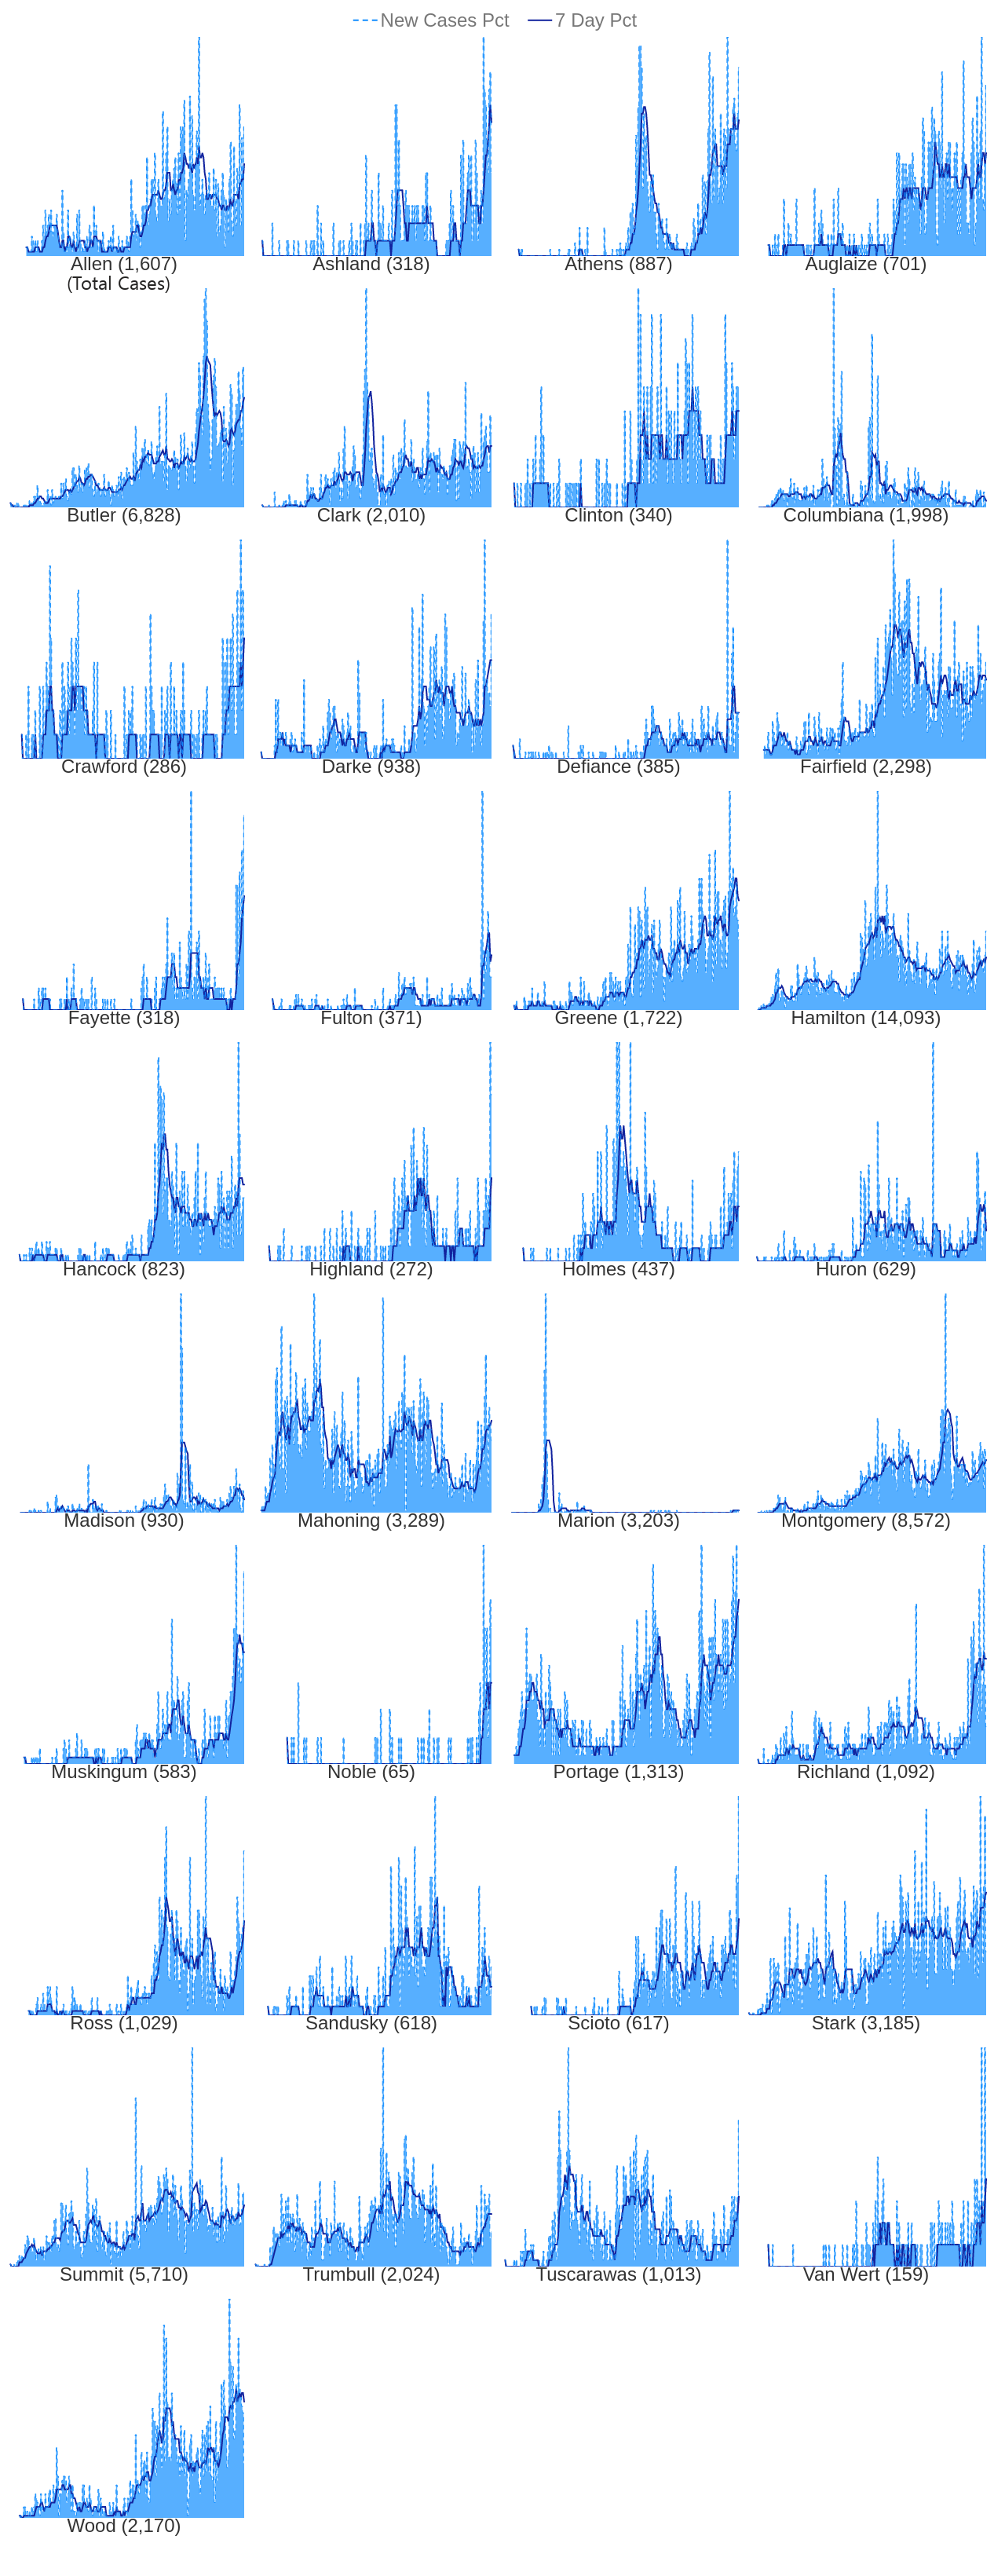 New Cases Pct 7 Day Pct
Allen (1,607) Ashland (318) Athens (887) Auglaize (701)
(Total Cases)
Butler (6,828) Clark (2,010) Clinton (340) Columbiana (1,998)
Crawford (286) Darke (938) Defiance (385) Fairfield (2,298)
Fayette (318) Fulton (371) Greene (1,722) Hamilton (14,093)
Hancock (823) Highland (272) Holmes (437) Huron (629)
Madison (930) Mahoning (3,289) Marion (3,203) Montgomery (8,572)
Muskingum (583) Noble (65) Portage (1,313) Richland (1,092)
Ross (1,029) Sandusky (618) Scioto (617) Stark (3,185)
Summit (5,710) Trumbull (2,024) Tuscarawas (1,013) Van Wert (159)
Wood (2,170)